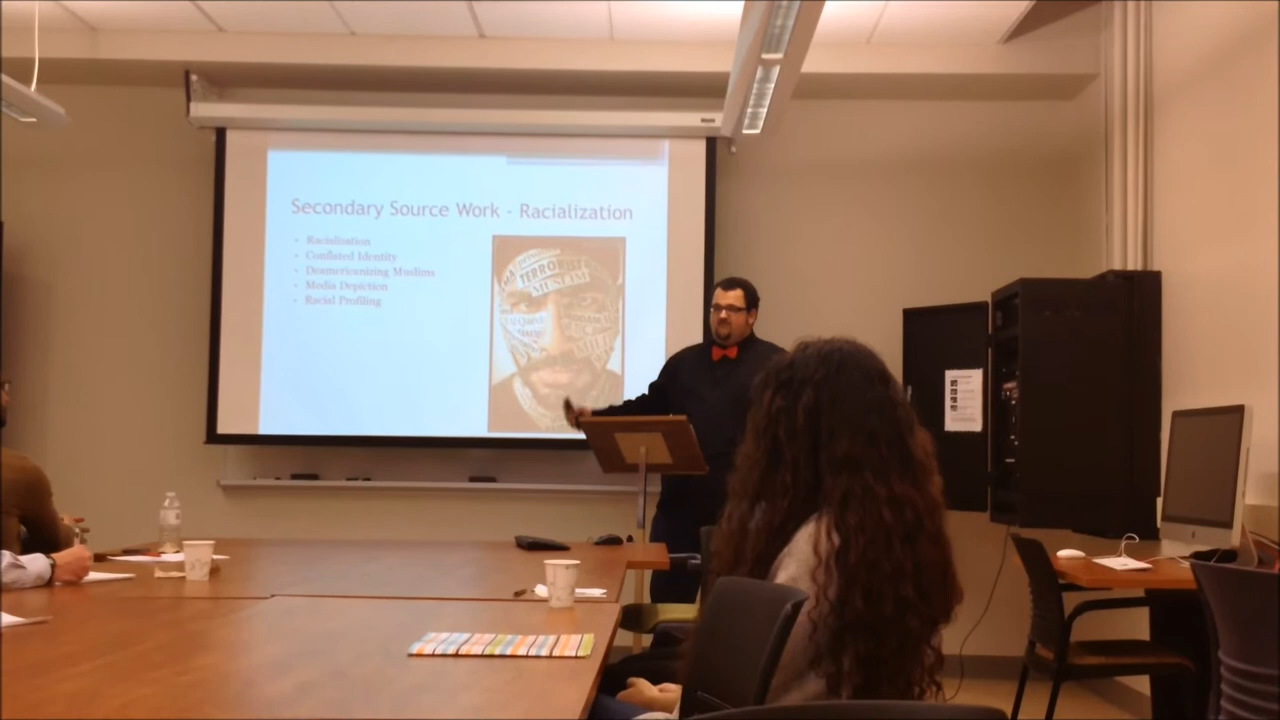 Secondary Source Work - Racialization
Racialization
Conflated Identity
Deamericanizing Muslims
Media Depiction
Racial Profiling
TERRORIST
MUSLIM